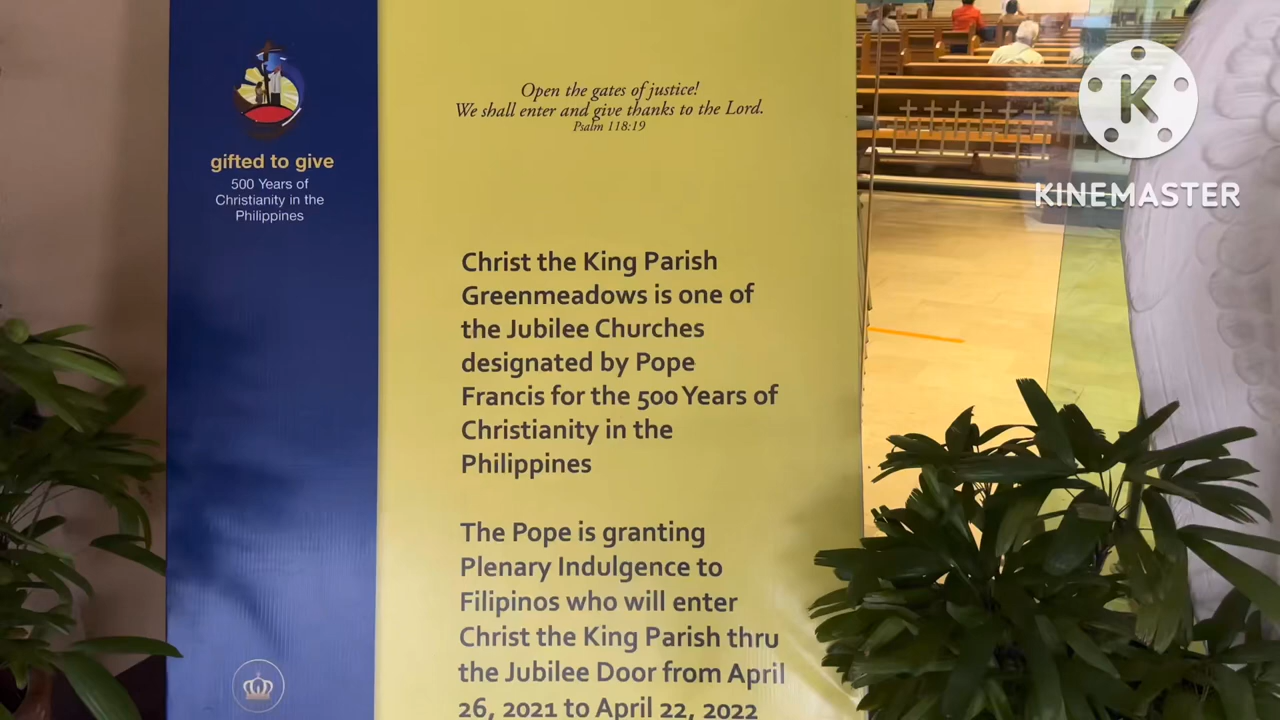 gifted to give
500 Years of
Christianity in the
Philippines
Open the gates of justice!
We shall enter and give thanks to the Lord.
Psalm 118:19
Christ the King Parish
Greenmeadows is one of
the Jubilee Churches
designated by Pope
Francis for the 500 Years of
Christianity in the
Philippines
The Pope is granting
Plenary Indulgence to
Filipinos who will enter
Christ the King Parish thru
the Jubilee Door from April
26, 2021 to April 22, 2022
K
KINEMASTER